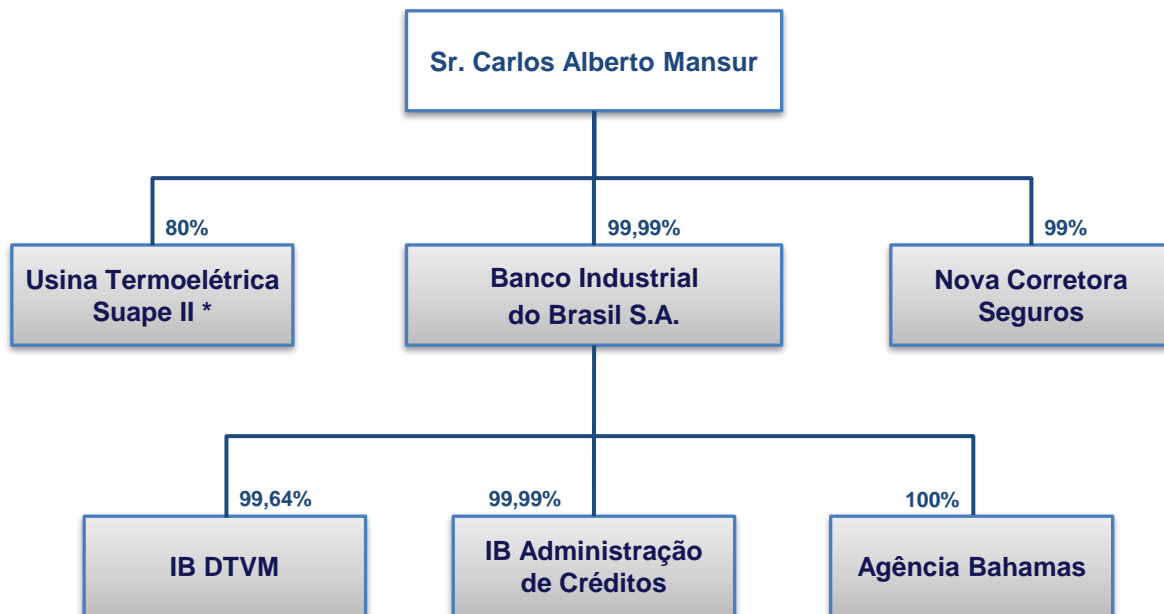 Sr. Carlos Alberto Mansur
80%
99,99%
99%
Usina Termoelétrica
Suape II *
Banco Industrial
do Brasil S.A.
Nova Corretora
Seguros
99,64%
99,99%
100%
IB DTVM
IB Administração
de Créditos
Agência Bahamas